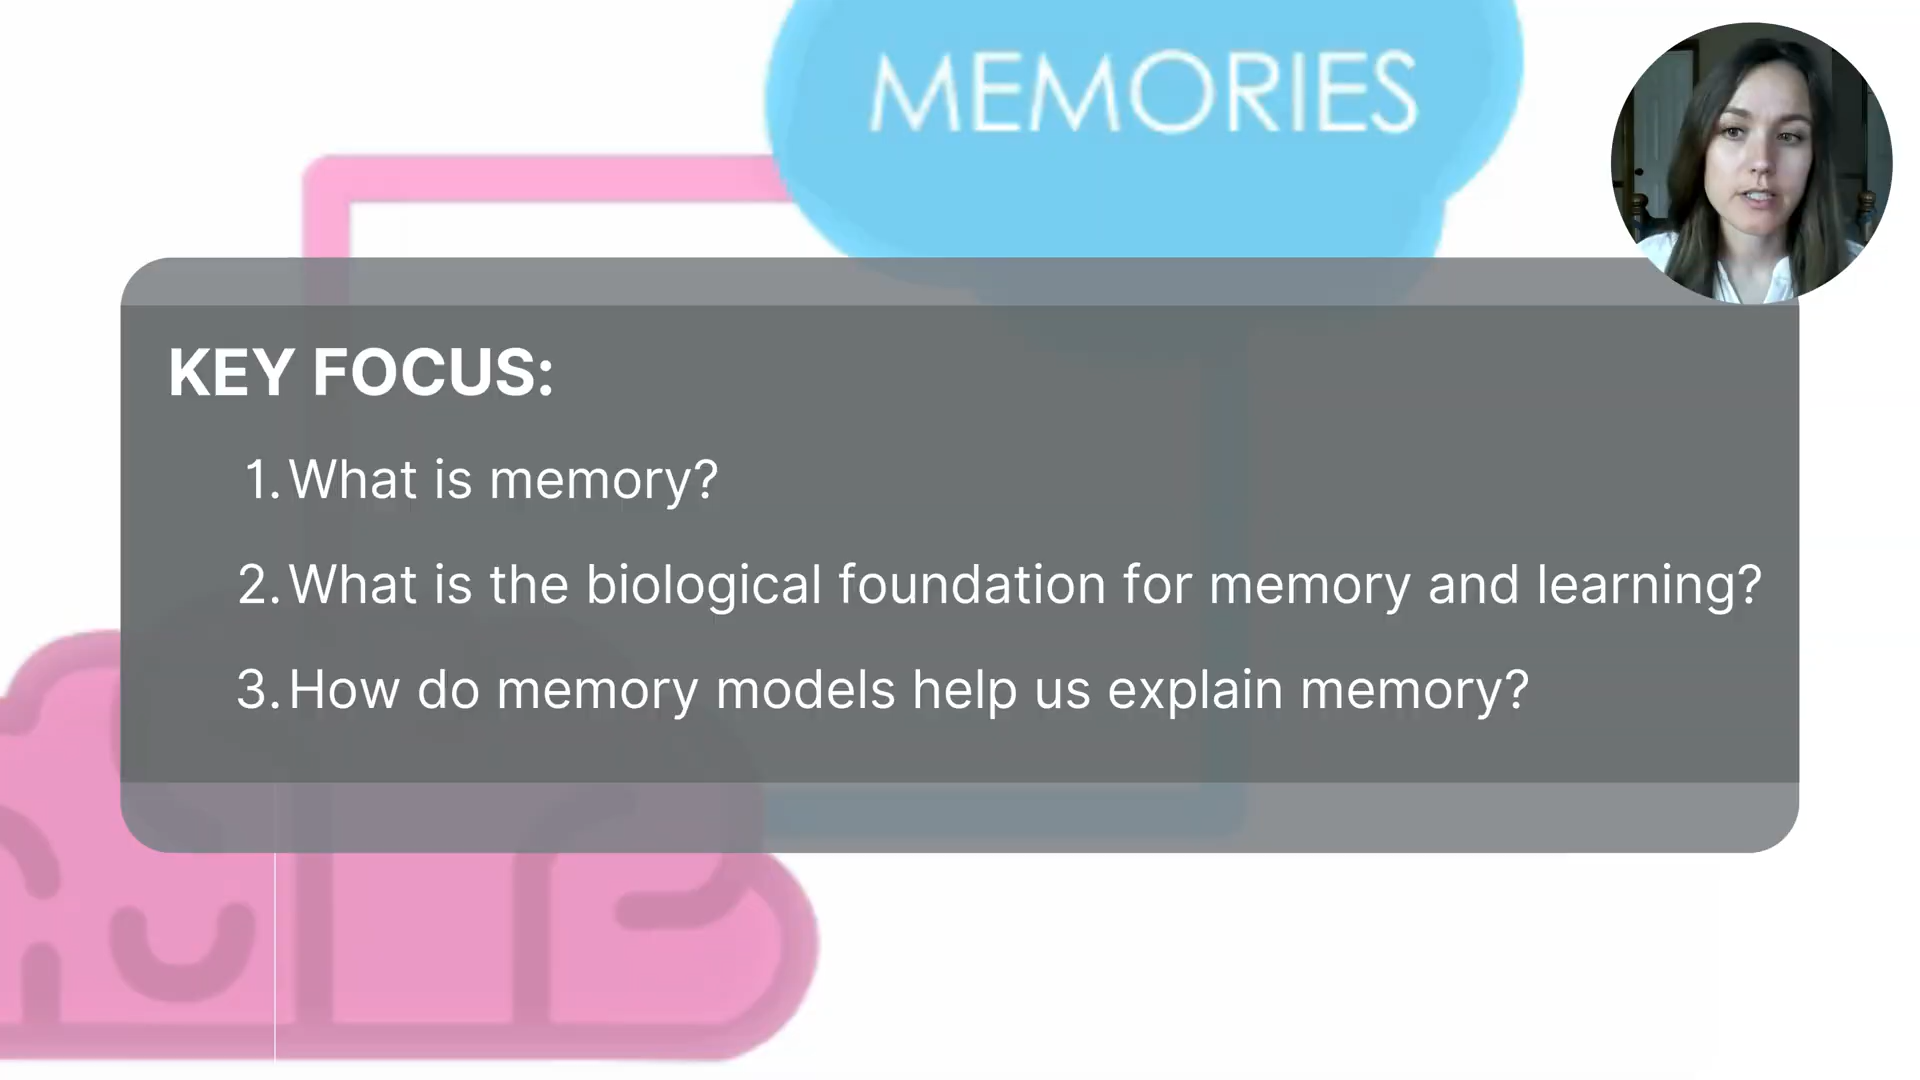 MEMORIES
KEY FOCUS:
1. What is memory?
2. What is the biological foundation for memory and learning?
3. How do memory models help us explain memory?